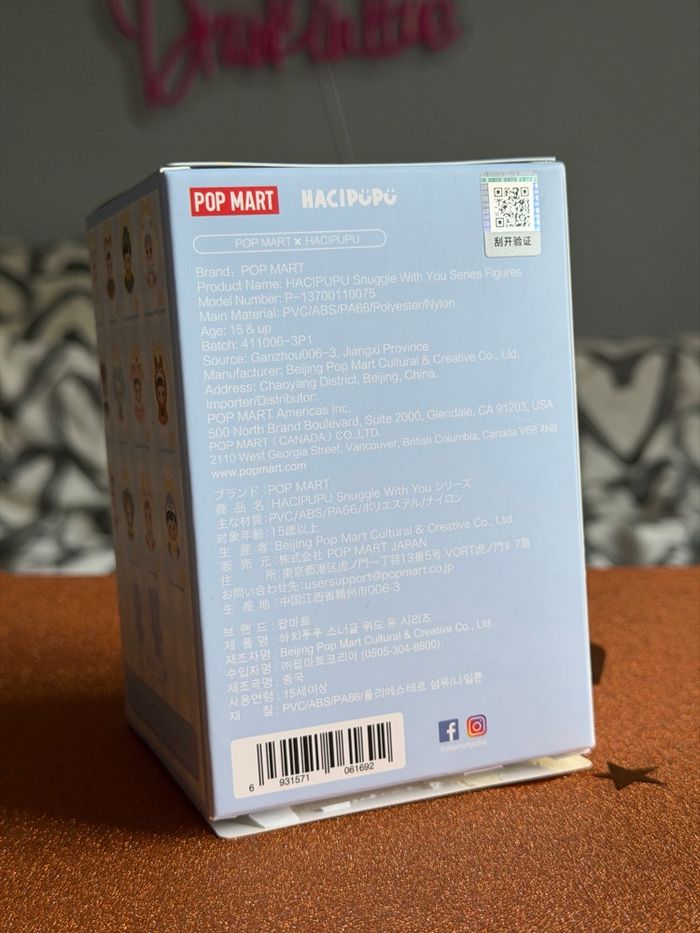 POP MART HACIPUPU
刮开验证
POP MART × HACIPUPU
Brand: POP MART
Product Name: HACIPUPU Snuggle With You Series Figures
Model Number: P-13700110075
Main Material: PVC/ABS/PA66/Polyester/Nylon
Age: 15 & up
Batch: 411006-3P1
Source: Ganzhou006-3, Jiangxi Province
Manufacturer: Beijing Pop Mart Cultural & Creative Co., Ltd.
Address: Chaoyang District, Beijing, China.
Importer/Distributor:
POP MART Americas Inc.
500 North Brand Boulevard, Suite 2000, Glendale, CA 91203, USA
POP MART (CANADA) CO.,LTD.
2110 West Georgia Street, Vancouver, British Columbia, Canada V6B 4N9
www.popmart.com
ブランド:POP MART
商品名:HACIPUPU Snuggle With You シリーズ
主な材質:PVC/ABS/PA66/ポリエステル/ナイロン
対象年齢:15歳以上
生産者:Beijing Pop Mart Cultural & Creative Co., Ltd.
販売元:株式会社 POP MART JAPAN
住所:東京都港区虎ノ門一丁目13番5号 VORT虎ノ門II 7階
お問い合わせ先:usersupport@popmart.co.jp
生産地:中国江西省贛州市006-3
브랜드:팝마트
제품명:하치푸푸 스너글 위드 유 시리즈
제조자명:Beijing Pop Mart Cultural & Creative Co., Ltd
수입자명:㈜팝마트코리아 (0505-304-6600)
제조국명:중국
사용연령:15세이상
재질:PVC/ABS/PA66/폴리에스테르 섬유/나일론
6 931571 061692
@popmartglobal